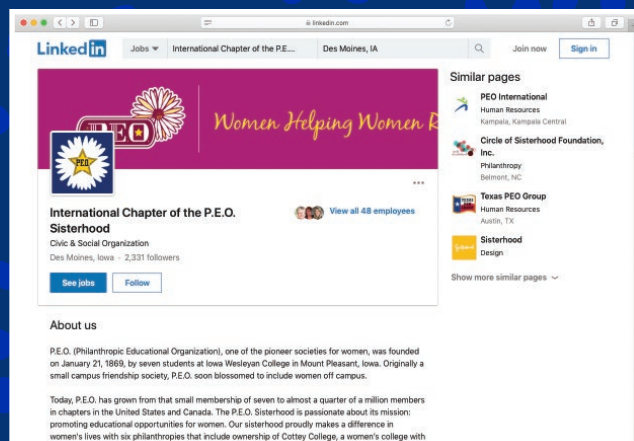 linkedin.com
Linked in
Jobs
International Chapter of the P.E....
Des Moines, IA
Join now
Sign in
PEO
Women Helping Women R
PEO
International Chapter of the P.E.O.
Sisterhood
Civic & Social Organization
Des Moines, Iowa · 2,331 followers
View all 48 employees
See jobs
Follow
Similar pages
PEO International
Human Resources
Kampala, Kampala Central
Circle of Sisterhood Foundation,
Inc.
Philanthropy
Belmont, NC
Texas PEO Group
Human Resources
Austin, TX
Sisterhood
Design
Show more similar pages
About us
P.E.O. (Philanthropic Educational Organization), one of the pioneer societies for women, was founded
on January 21, 1869, by seven students at Iowa Wesleyan College in Mount Pleasant, Iowa. Originally a
small campus friendship society, P.E.O. soon blossomed to include women off campus.
Today, P.E.O. has grown from that small membership of seven to almost a quarter of a million members
in chapters in the United States and Canada. The P.E.O. Sisterhood is passionate about its mission:
promoting educational opportunities for women. Our sisterhood proudly makes a difference in
women's lives with six philanthropies that include ownership of Cottey College, a women's college with